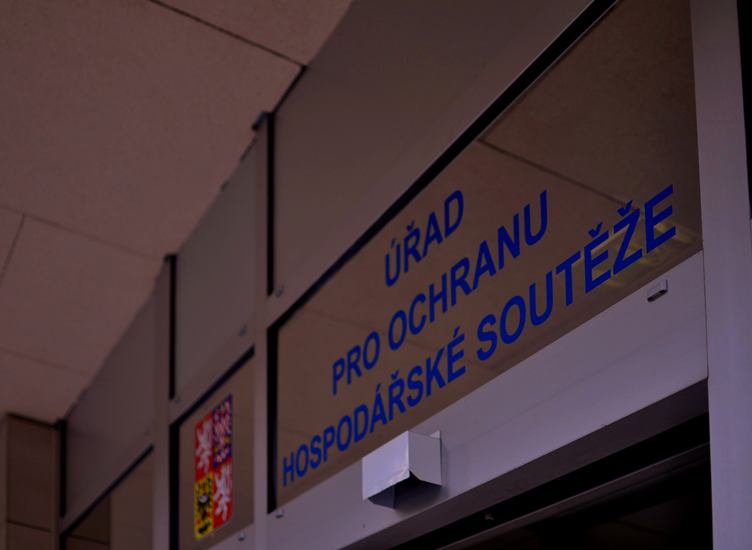 ÚŘAD
PRO OCHRANU
HOSPODÁŘSKÉ SOUTĚŽE